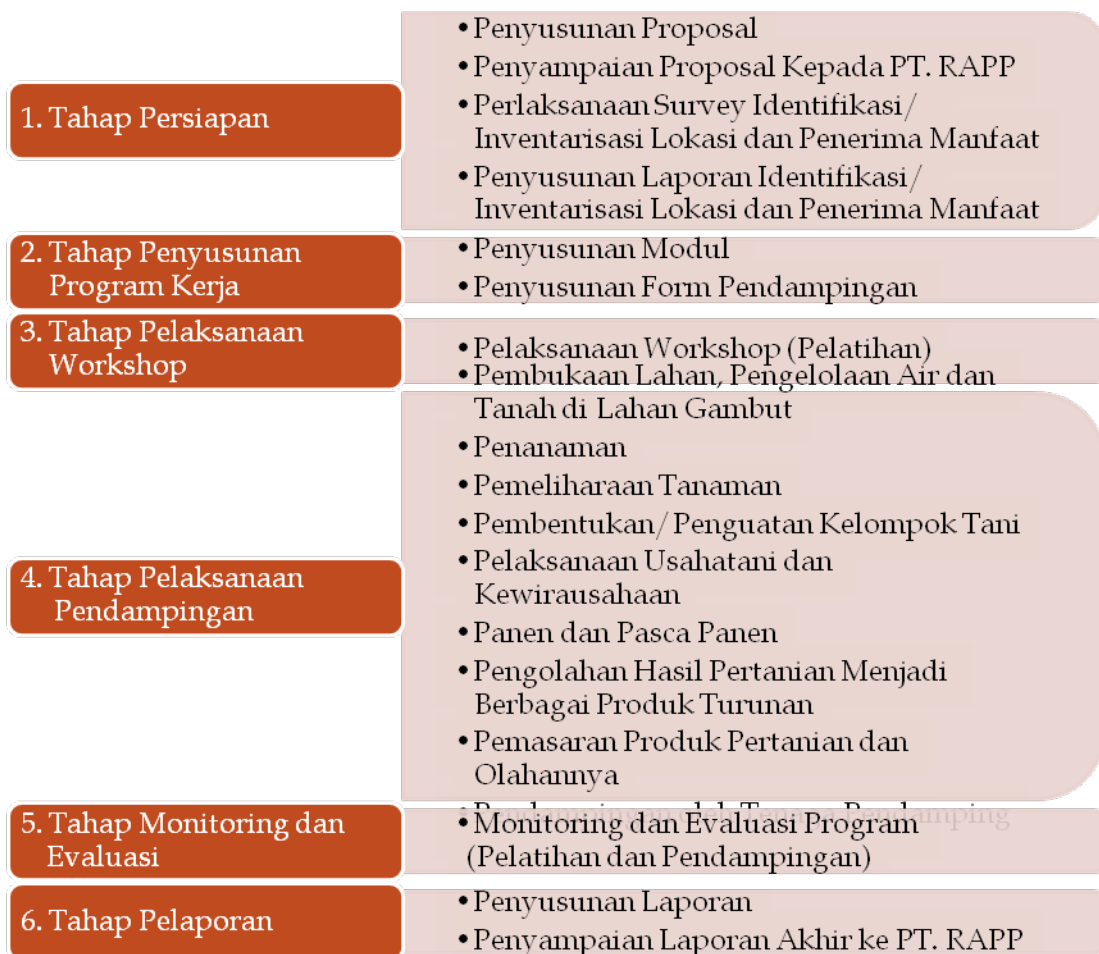 1. Tahap Persiapan
•Penyusunan Proposal
•Penyampaian Proposal Kepada PT. RAPP
•Perlaksanaan Survey Identifikasi/
Inventarisasi Lokasi dan Penerima Manfaat
•Penyusunan Laporan Identifikasi/
Inventarisasi Lokasi dan Penerima Manfaat
2. Tahap Penyusunan
Program Kerja
•Penyusunan Modul
•Penyusunan Form Pendampingan
3. Tahap Pelaksanaan
Workshop
•Pelaksanaan Workshop (Pelatihan)
4. Tahap Pelaksanaan
Pendampingan
•Pembukaan Lahan, Pengelolaan Air dan
Tanah di Lahan Gambut
•Penanaman
•Pemeliharaan Tanaman
•Pembentukan/Penguatan Kelompok Tani
•Pelaksanaan Usahatani dan
Kewirausahaan
•Panen dan Pasca Panen
•Pengolahan Hasil Pertanian Menjadi
Berbagai Produk Turunan
•Pemasaran Produk Pertanian dan
Olahannya
•Pendampingan oleh Tenaga Pendamping
5. Tahap Monitoring dan
Evaluasi
•Monitoring dan Evaluasi Program
(Pelatihan dan Pendampingan)
6. Tahap Pelaporan
•Penyusunan Laporan
•Penyampaian Laporan Akhir ke PT. RAPP